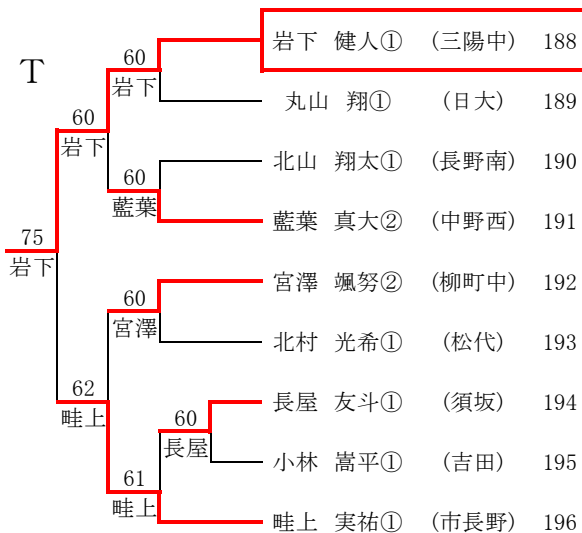 T
岩下 健人① (三陽中) 188
60
岩下
丸山 翔① (日大) 189
60
岩下
北山 翔太① (長野南) 190
60
藍葉
藍葉 真大② (中野西) 191
75
岩下
宮澤 颯努② (柳町中) 192
60
宮澤
北村 光希① (松代) 193
62
畦上
長屋 友斗① (須坂) 194
60
長屋
小林 嵩平① (吉田) 195
61
畦上
畦上 実祐① (市長野) 196